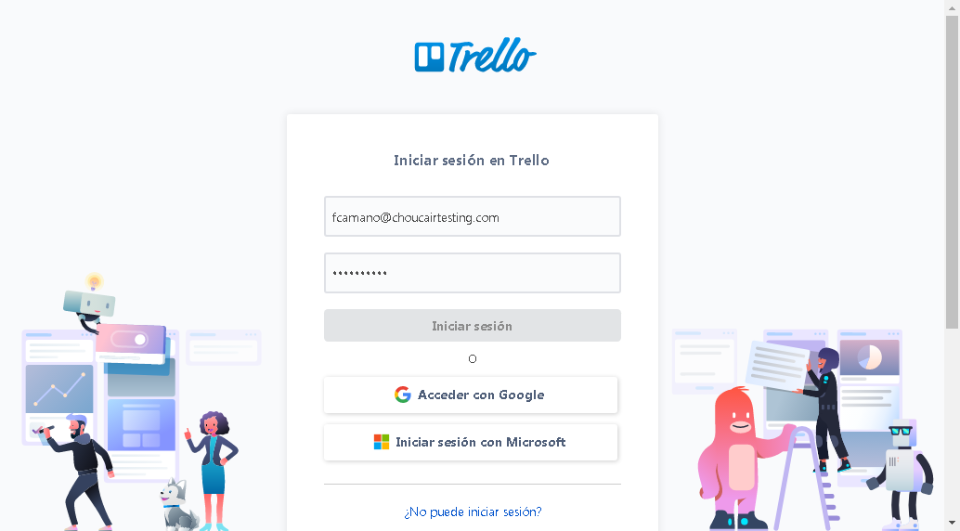 Trello
Iniciar sesión en Trello
fcamano@choucairtesting.com
••••••••••
Iniciar sesión
O
Acceder con Google
Iniciar sesión con Microsoft
¿No puede iniciar sesión?